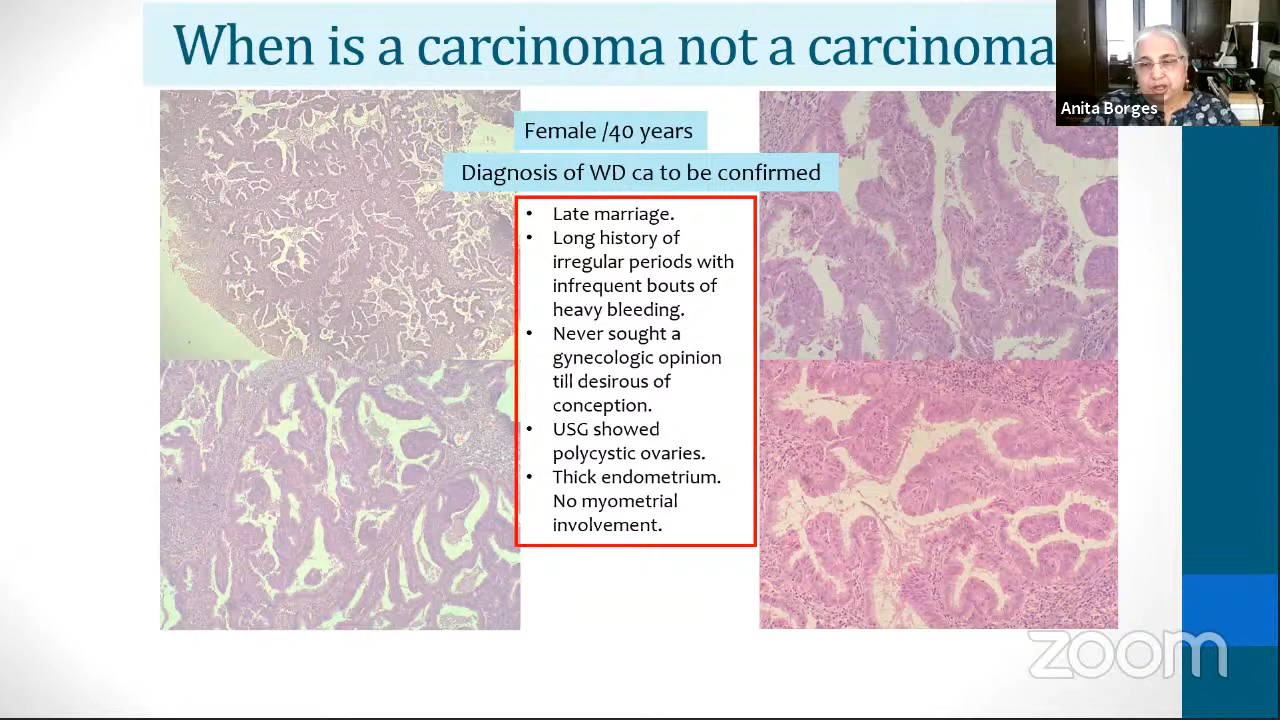 When is a carcinoma not a carcinoma
Anita Borges
Female /40 years
Diagnosis of WD ca to be confirmed
• Late marriage.
• Long history of
irregular periods with
infrequent bouts of
heavy bleeding.
• Never sought a
gynecologic opinion
till desirous of
conception.
• USG showed
polycystic ovaries.
• Thick endometrium.
No myometrial
involvement.
zoom